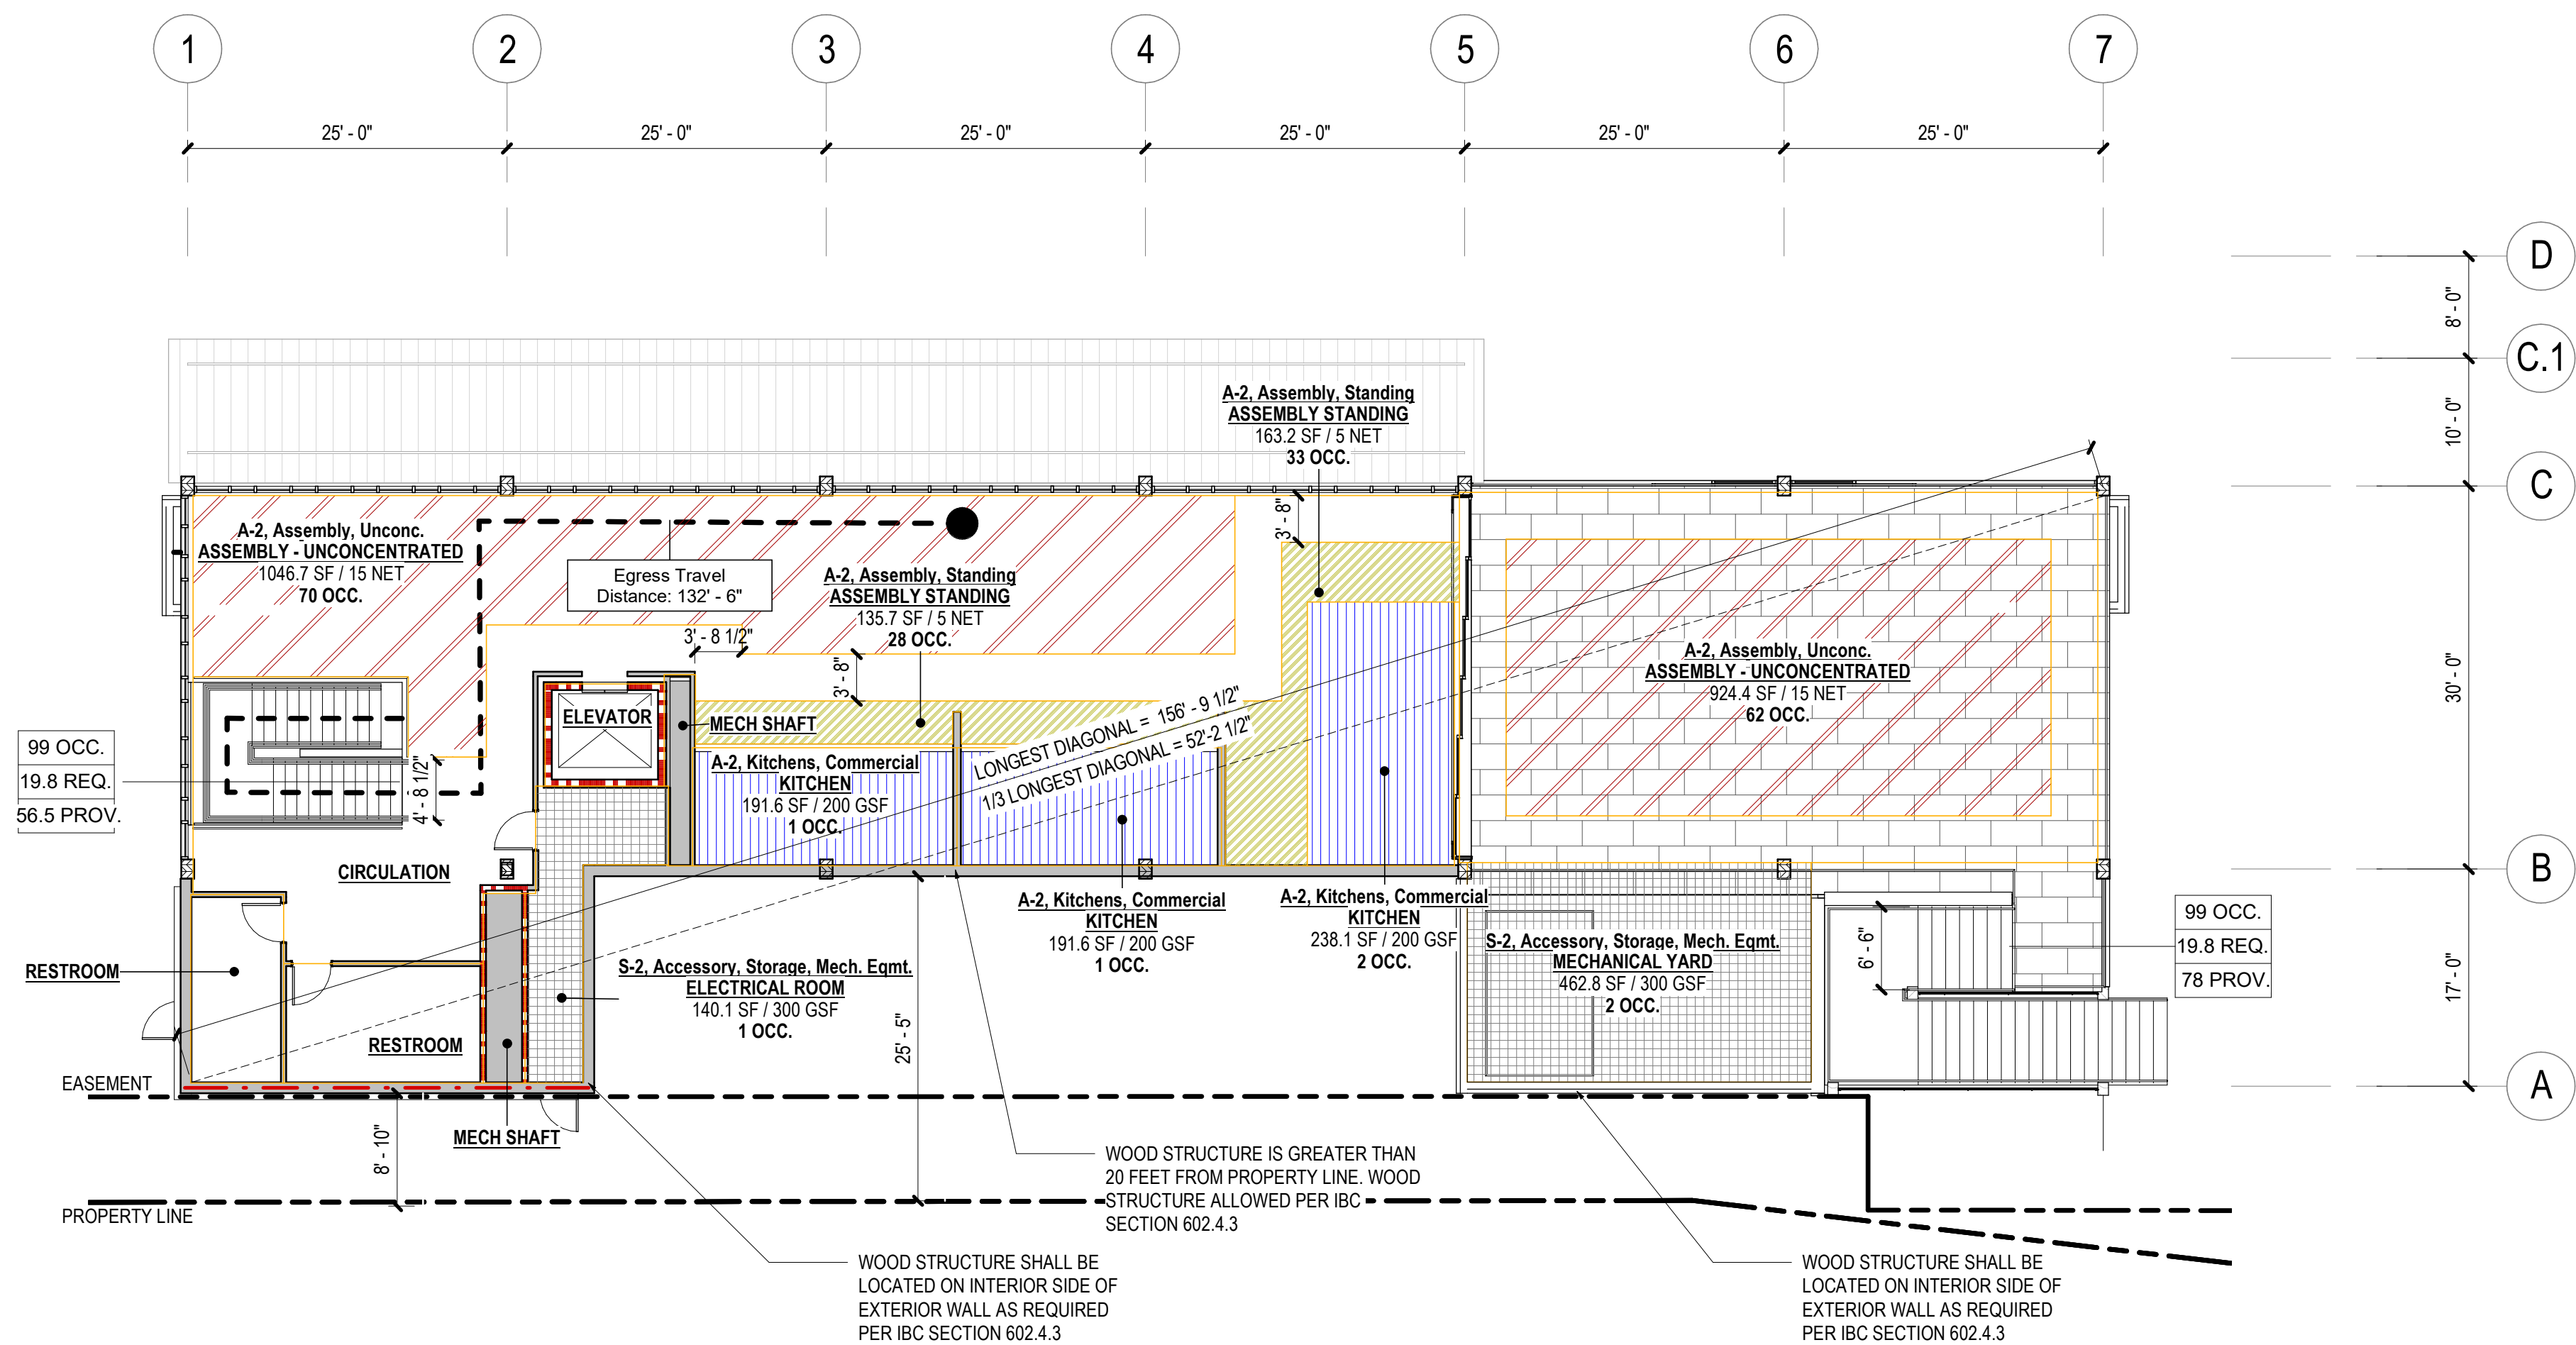 1
2
3
4
5
6
7
25' - 0"
25' - 0"
25' - 0"
25' - 0"
25' - 0"
25' - 0"
D
8' - 0"
C.1
10' - 0"
C
30' - 0"
B
17' - 0"
A
A-2, Assembly, Standing
ASSEMBLY STANDING
163.2 SF / 5 NET
33 OCC.
3' - 8"
A-2, Assembly, Unconc.
ASSEMBLY - UNCONCENTRATED
1046.7 SF / 15 NET
70 OCC.
Egress Travel
Distance: 132' - 6"
A-2, Assembly, Standing
ASSEMBLY STANDING
135.7 SF / 5 NET
28 OCC.
3' - 8 1/2"
3' - 8"
A-2, Assembly, Unconc.
ASSEMBLY - UNCONCENTRATED
924.4 SF / 15 NET
62 OCC.
ELEVATOR
MECH SHAFT
LONGEST DIAGONAL = 156' - 9 1/2"
1/3 LONGEST DIAGONAL = 52'-2 1/2"
99 OCC.
19.8 REQ.
56.5 PROV.
4' - 8 1/2"
A-2, Kitchens, Commercial
KITCHEN
191.6 SF / 200 GSF
1 OCC.
CIRCULATION
A-2, Kitchens, Commercial
KITCHEN
191.6 SF / 200 GSF
1 OCC.
A-2, Kitchens, Commercial
KITCHEN
238.1 SF / 200 GSF
2 OCC.
S-2, Accessory, Storage, Mech. Eqmt.
MECHANICAL YARD
462.8 SF / 300 GSF
2 OCC.
6' - 6"
99 OCC.
19.8 REQ.
78 PROV.
RESTROOM
S-2, Accessory, Storage, Mech. Eqmt.
ELECTRICAL ROOM
140.1 SF / 300 GSF
1 OCC.
RESTROOM
25' - 5"
EASEMENT
8' - 10"
MECH SHAFT
PROPERTY LINE
WOOD STRUCTURE IS GREATER THAN
20 FEET FROM PROPERTY LINE. WOOD
STRUCTURE ALLOWED PER IBC
SECTION 602.4.3
WOOD STRUCTURE SHALL BE
LOCATED ON INTERIOR SIDE OF
EXTERIOR WALL AS REQUIRED
PER IBC SECTION 602.4.3
WOOD STRUCTURE SHALL BE
LOCATED ON INTERIOR SIDE OF
EXTERIOR WALL AS REQUIRED
PER IBC SECTION 602.4.3